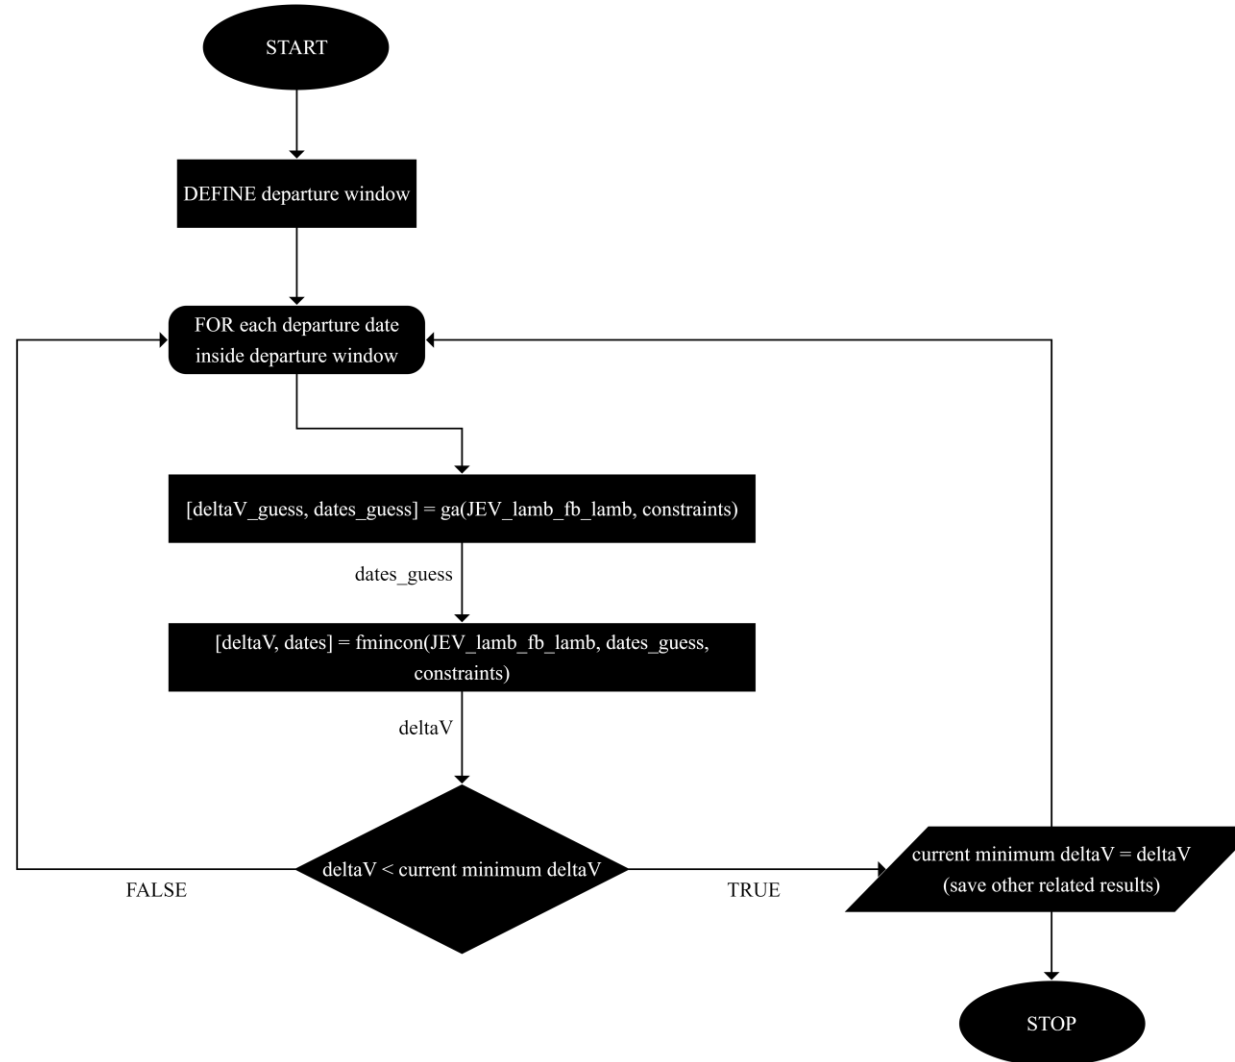 START
DEFINE departure window
FOR each departure date
inside departure window
[deltaV_guess, dates_guess] = ga(JEV_lamb_fb_lamb, constraints)
dates_guess
[deltaV, dates] = fmincon(JEV_lamb_fb_lamb, dates_guess,
constraints)
deltaV
deltaV < current minimum deltaV
FALSE
TRUE
current minimum deltaV = deltaV
(save other related results)
STOP